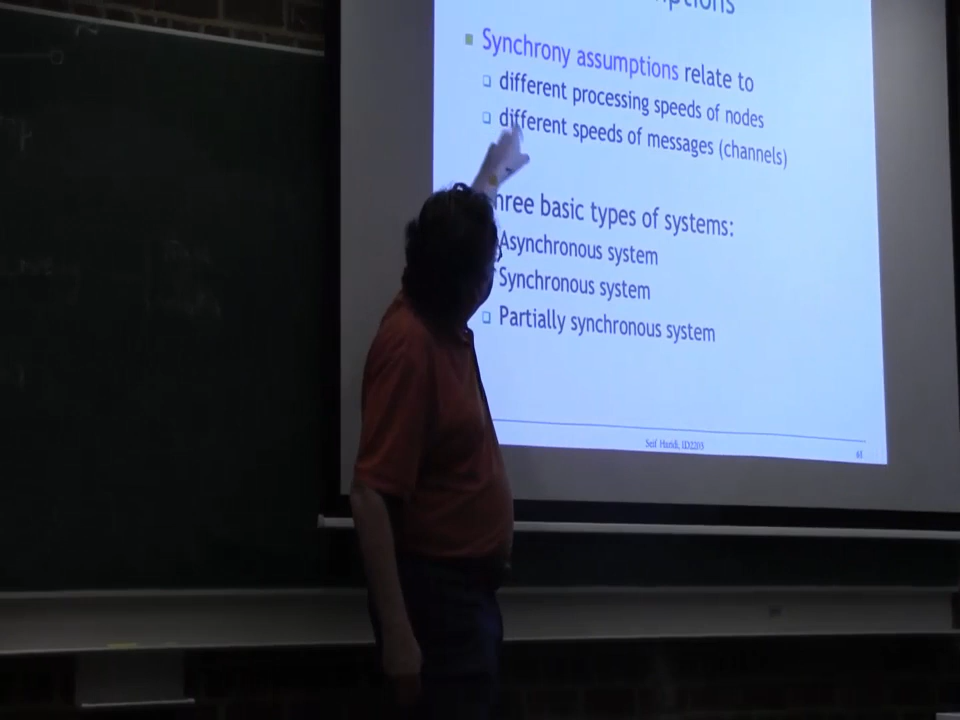 Synchrony assumptions relate to
different processing speeds of nodes
different speeds of messages (channels)
hree basic types of systems:
Asynchronous system
Synchronous system
Partially synchronous system
Seif Haridi, ID2203